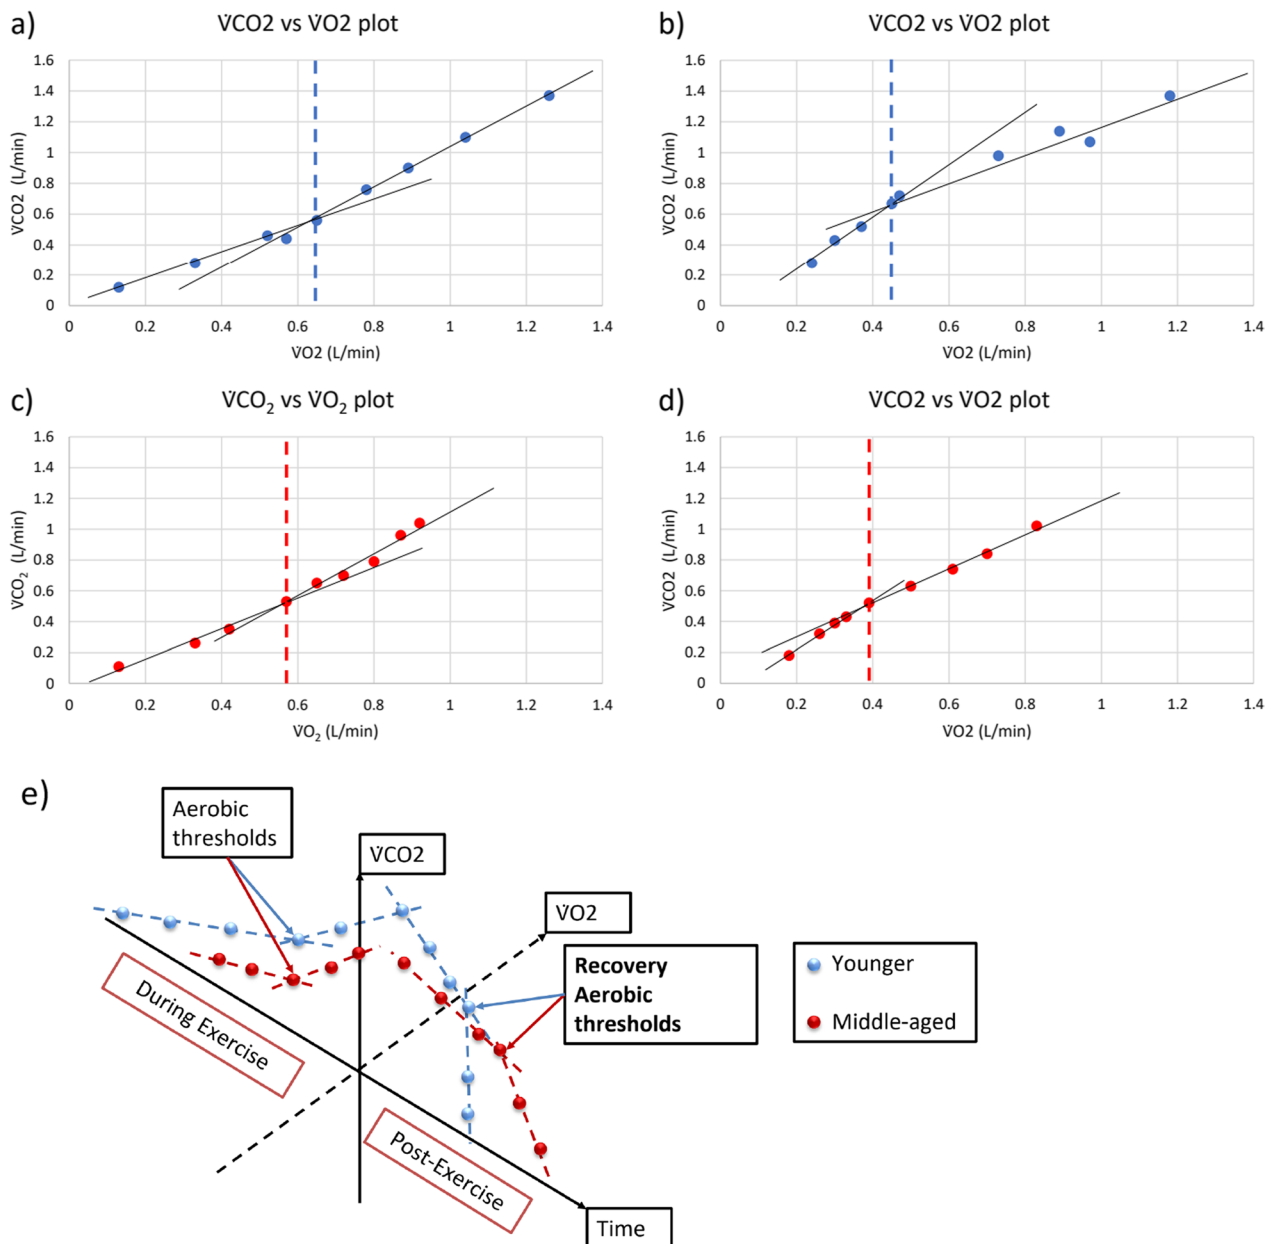 a)
V̇CO2 vs V̇O2 plot
V̇CO2 (L/min)
1.6
1.4
1.2
1
0.8
0.6
0.4
0.2
0
0 0.2 0.4 0.6 0.8 1 1.2 1.4
V̇O2 (L/min)
b)
V̇CO2 vs V̇O2 plot
V̇CO2 (L/min)
1.6
1.4
1.2
1
0.8
0.6
0.4
0.2
0
0.2 0.4 0.6 0.8 1 1.2 1.4
V̇O2 (L/min)
c)
V̇CO₂ vs V̇O₂ plot
V̇CO₂ (L/min)
1.6
1.4
1.2
1
0.8
0.6
0.4
0.2
0
0 0.2 0.4 0.6 0.8 1 1.2 1.4
V̇O₂ (L/min)
d)
V̇CO2 vs V̇O2 plot
V̇CO2 (L/min)
1.6
1.4
1.2
1
0.8
0.6
0.4
0.2
0
0.2 0.4 0.6 0.8 1 1.2 1.4
V̇O2 (L/min)
e)
Aerobic
thresholds
V̇CO2
V̇O2
Recovery
Aerobic
thresholds
Younger
Middle-aged
During Exercise
Post-Exercise
Time